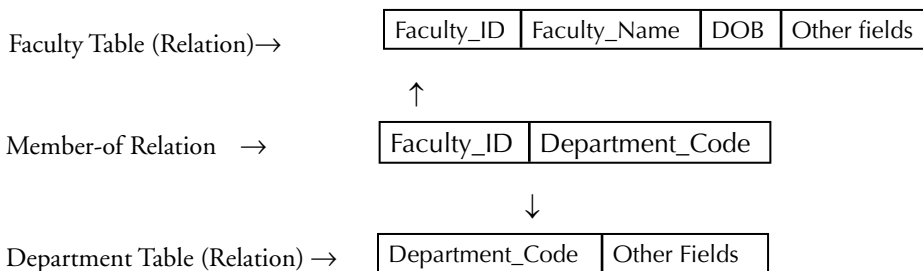 Faculty Table (Relation)→ Faculty_ID Faculty_Name DOB Other fields
↑
Member-of Relation → Faculty_ID Department_Code
↓
Department Table (Relation) → Department_Code Other Fields